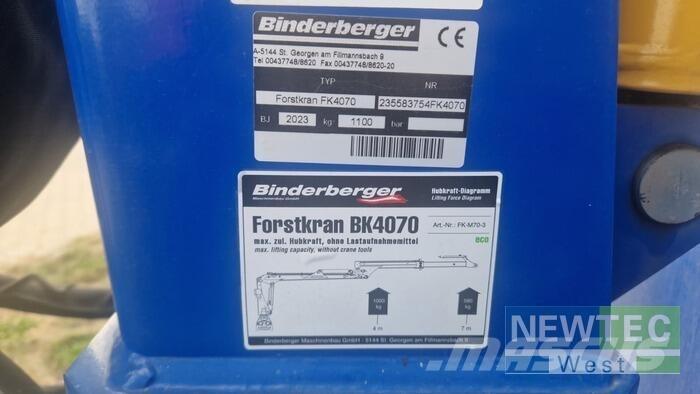 Binderberger
CE
A-5144 St. Georgen am Fillmannsbach 9
Tel 00437748/8620 Fax 00437748/8620-20
TYP NR
Forstkran FK4070 235583754FK4070
BJ 2023 kg 1100 bar
Binderberger
Maschinenbau GmbH
Hubkraft-Diagramm
Lifting Force Diagram
Forstkran BK4070
Art.-Nr.: FK-M70-3
max. zul. Hubkraft, ohne Lastaufnahmemittel
eco
max. lifting capacity, without crane tools
1000 kg 580 kg
4 m 7 m
Binderberger Maschinenbau GmbH - 5144 St. Georgen am Fillmannsbach 9
NEWTEC
West
MASCUS